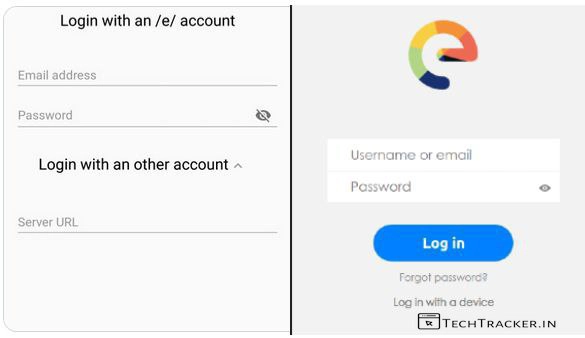 Login with an /e/ account
Email address
Password
Login with an other account
Server URL
Username or email
Password
Log in
Forgot password?
Log in with a device
TECHTRACKER.IN